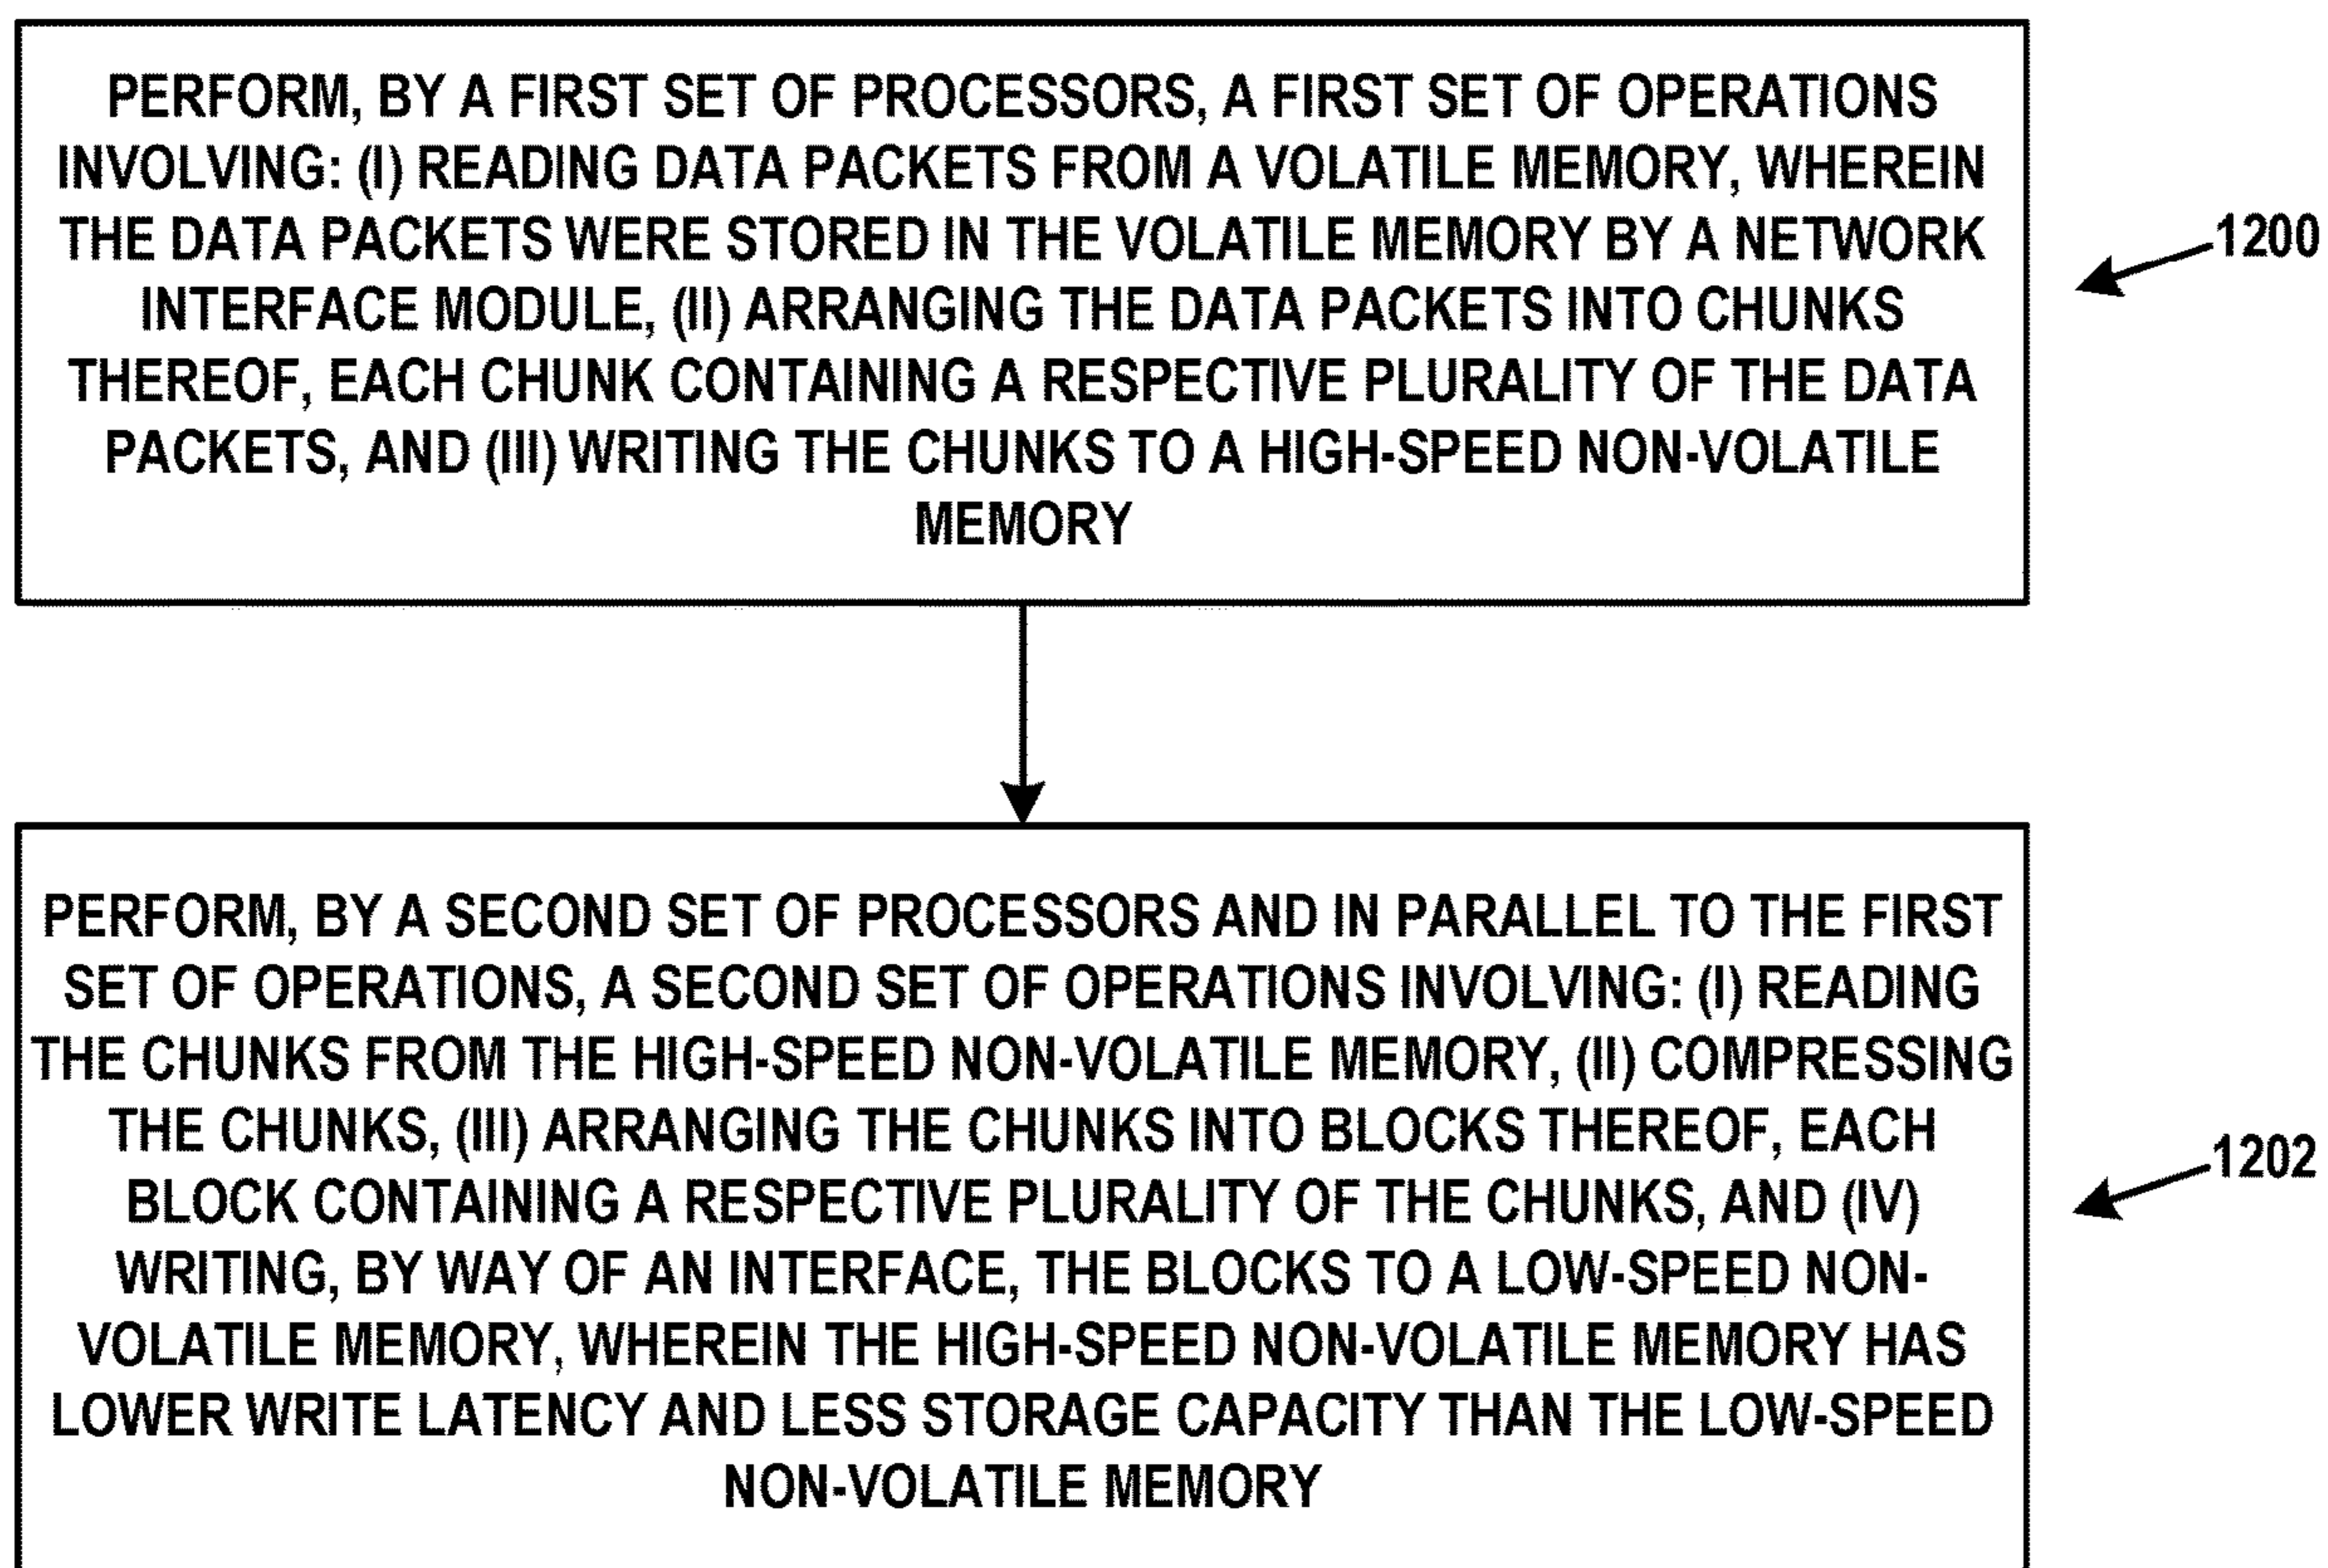 PERFORM, BY A FIRST SET OF PROCESSORS, A FIRST SET OF OPERATIONS
INVOLVING: (I) READING DATA PACKETS FROM A VOLATILE MEMORY, WHEREIN
THE DATA PACKETS WERE STORED IN THE VOLATILE MEMORY BY A NETWORK
INTERFACE MODULE, (II) ARRANGING THE DATA PACKETS INTO CHUNKS
THEREOF, EACH CHUNK CONTAINING A RESPECTIVE PLURALITY OF THE DATA
PACKETS, AND (III) WRITING THE CHUNKS TO A HIGH-SPEED NON-VOLATILE
MEMORY
1200
PERFORM, BY A SECOND SET OF PROCESSORS AND IN PARALLEL TO THE FIRST
SET OF OPERATIONS, A SECOND SET OF OPERATIONS INVOLVING: (I) READING
THE CHUNKS FROM THE HIGH-SPEED NON-VOLATILE MEMORY, (II) COMPRESSING
THE CHUNKS, (III) ARRANGING THE CHUNKS INTO BLOCKS THEREOF, EACH
BLOCK CONTAINING A RESPECTIVE PLURALITY OF THE CHUNKS, AND (IV)
WRITING, BY WAY OF AN INTERFACE, THE BLOCKS TO A LOW-SPEED NON-
VOLATILE MEMORY, WHEREIN THE HIGH-SPEED NON-VOLATILE MEMORY HAS
LOWER WRITE LATENCY AND LESS STORAGE CAPACITY THAN THE LOW-SPEED
NON-VOLATILE MEMORY
1202